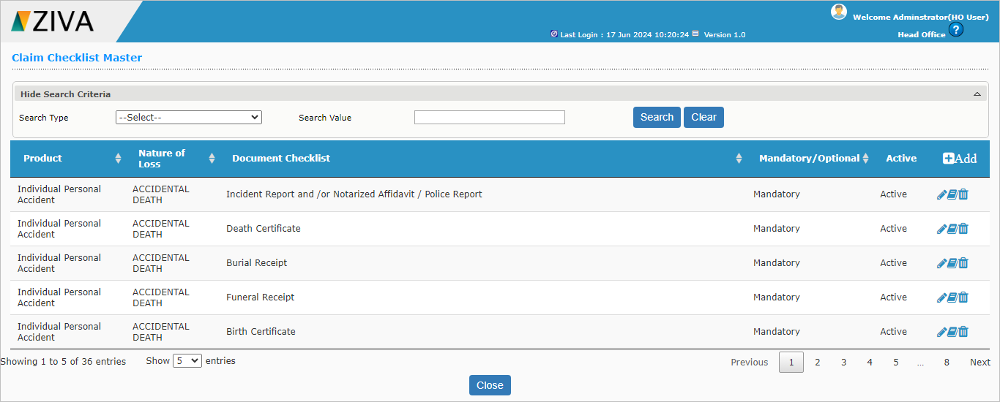 ZIVA
Welcome Adminstrator(HO User)
Last Login : 17 Jun 2024 10:20:24 Version 1.0
Head Office ?
Claim Checklist Master
Hide Search Criteria
Search Type --Select-- Search Value Search Clear
Product Nature of Loss Document Checklist Mandatory/Optional Active Add
Individual Personal Accident ACCIDENTAL DEATH Incident Report and /or Notarized Affidavit / Police Report Mandatory Active
Individual Personal Accident ACCIDENTAL DEATH Death Certificate Mandatory Active
Individual Personal Accident ACCIDENTAL DEATH Burial Receipt Mandatory Active
Individual Personal Accident ACCIDENTAL DEATH Funeral Receipt Mandatory Active
Individual Personal Accident ACCIDENTAL DEATH Birth Certificate Mandatory Active
Showing 1 to 5 of 36 entries Show 5 entries Previous 1 2 3 4 5 ... 8 Next
Close